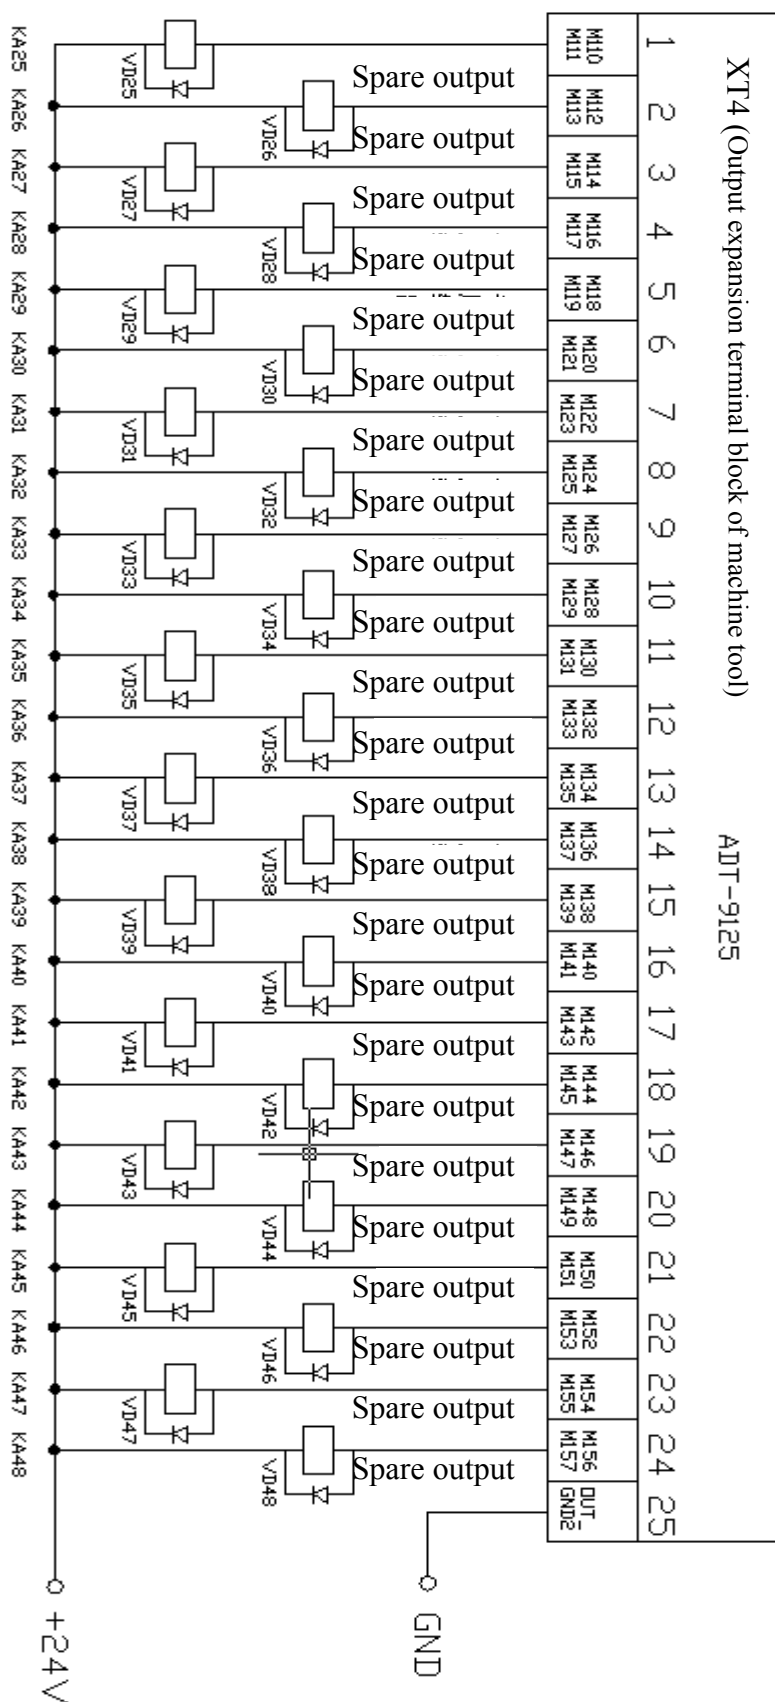 XT4 (Output expansion terminal block of machine tool)
ADT-9125
1 M110 M111 Spare output VD25 KA25
2 M112 M113 Spare output VD26 KA26
3 M114 M115 Spare output VD27 KA27
4 M116 M117 Spare output VD28 KA28
5 M118 M119 Spare output VD29 KA29
6 M120 M121 Spare output VD30 KA30
7 M122 M123 Spare output VD31 KA31
8 M124 M125 Spare output VD32 KA32
9 M126 M127 Spare output VD33 KA33
10 M128 M129 Spare output VD34 KA34
11 M130 M131 Spare output VD35 KA35
12 M132 M133 Spare output VD36 KA36
13 M134 M135 Spare output VD37 KA37
14 M136 M137 Spare output VD38 KA38
15 M138 M139 Spare output VD39 KA39
16 M140 M141 Spare output VD40 KA40
17 M142 M143 Spare output VD41 KA41
18 M144 M145 Spare output VD42 KA42
19 M146 M147 Spare output VD43 KA43
20 M148 M149 Spare output VD44 KA44
21 M150 M151 Spare output VD45 KA45
22 M152 M153 Spare output VD46 KA46
23 M154 M155 Spare output VD47 KA47
24 M156 M157 Spare output VD48 KA48
25 OUT_ GND2
GND
+24V